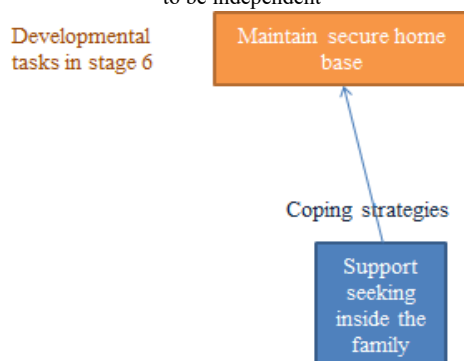 to be independent
Developmental
tasks in stage 6
Maintain secure home
base
Coping strategies
Support
seeking
inside the
family